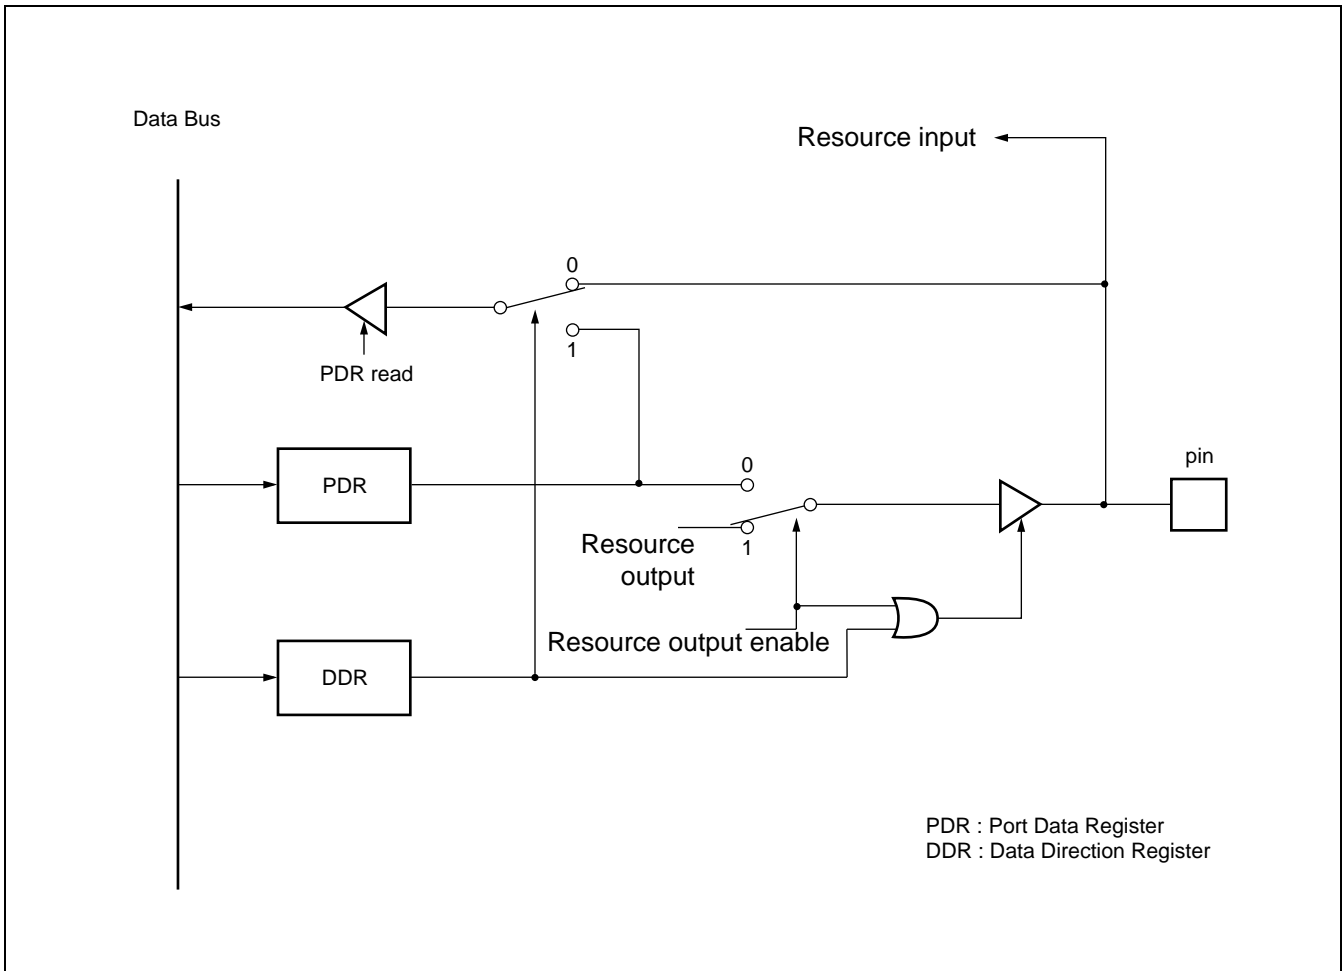 Data Bus
Resource input
0
1
PDR read
PDR
0
pin
1
Resource
output
Resource output enable
DDR
PDR : Port Data Register
DDR : Data Direction Register